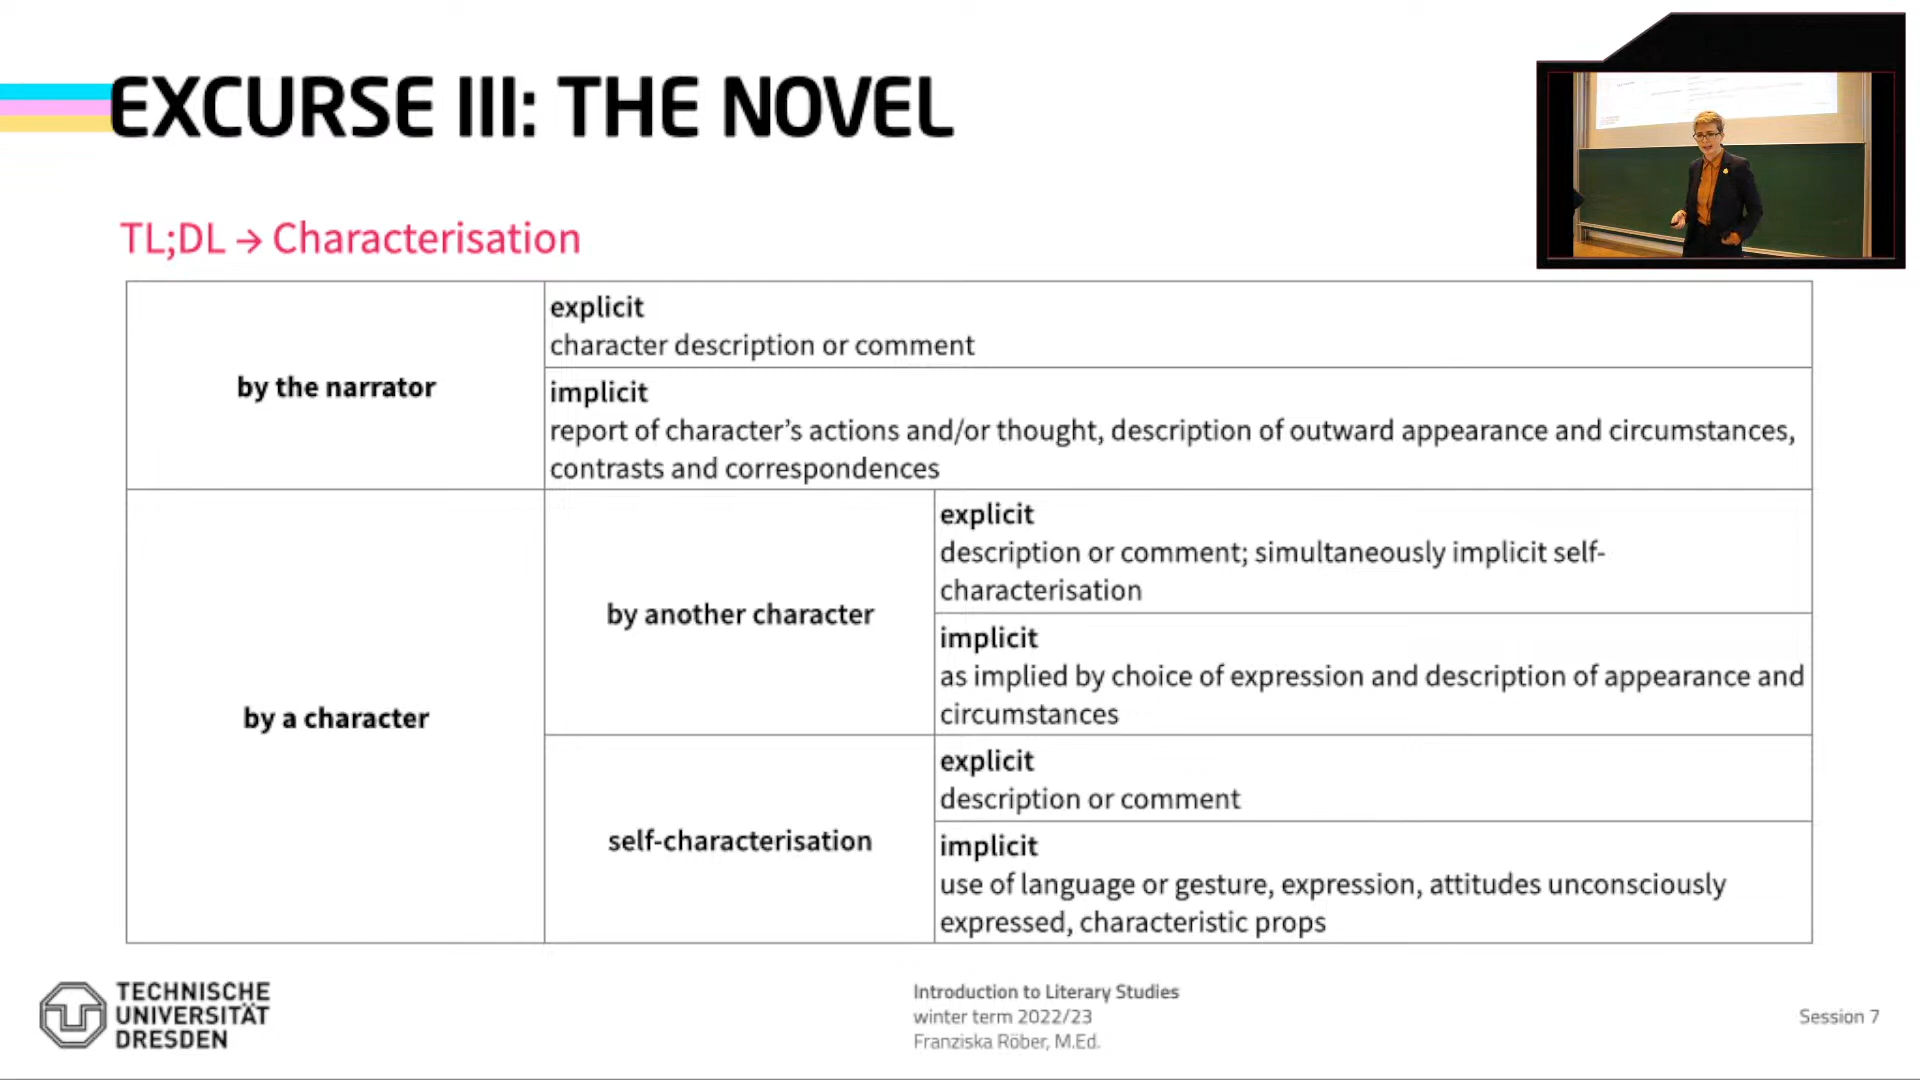 EXCURSE III: THE NOVEL
TL;DL → Characterisation
by the narrator
explicit
character description or comment
implicit
report of character’s actions and/or thought, description of outward appearance and circumstances,
contrasts and correspondences
by a character
by another character
explicit
description or comment; simultaneously implicit self-
characterisation
implicit
as implied by choice of expression and description of appearance and
circumstances
self-characterisation
explicit
description or comment
implicit
use of language or gesture, expression, attitudes unconsciously
expressed, characteristic props
TECHNISCHE
UNIVERSITÄT
DRESDEN
Introduction to Literary Studies
winter term 2022/23
Franziska Röber, M.Ed.
Session 7